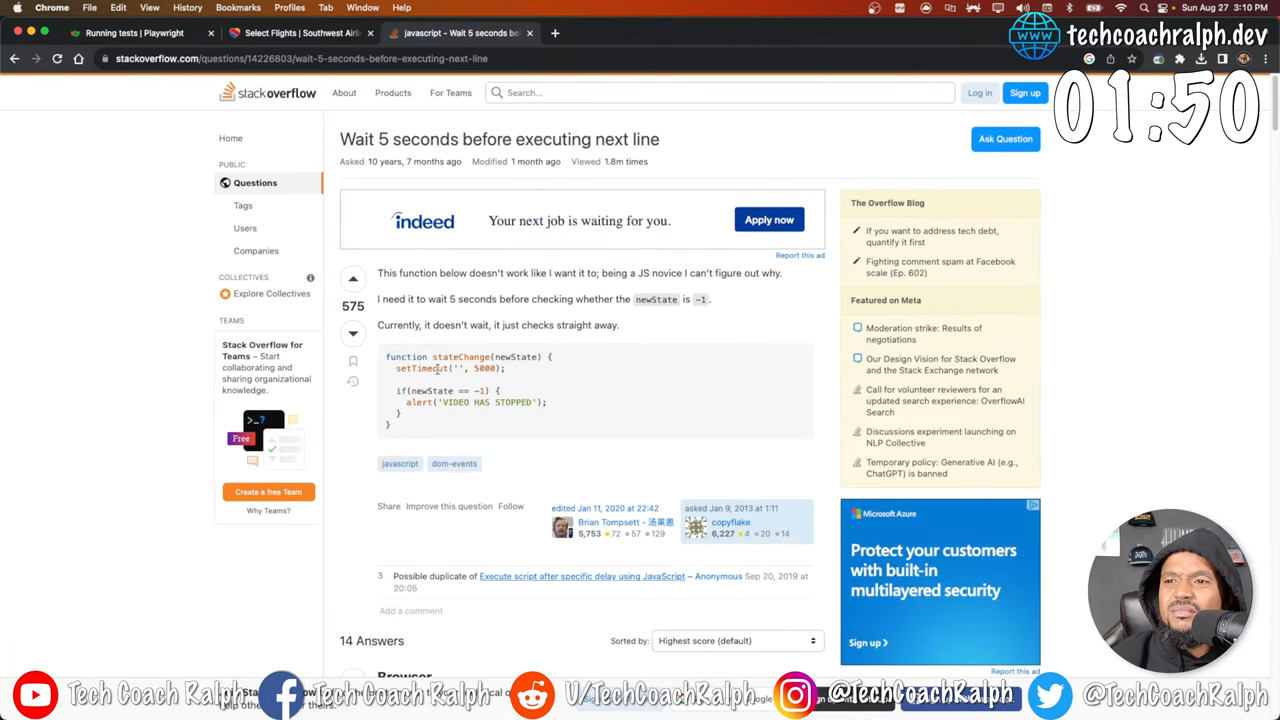 Chrome File Edit View History Bookmarks Profiles Tab Window Help
Sun Aug 27 2:10 PM
Running tests | Playwright
Select Flights | Southwest Airli
javascript - Wait 5 seconds be
techcoachralph.dev
stackoverflow.com/questions/14226803/wait-5-seconds-before-executing-next-line
01:50
stack overflow
About
Products
For Teams
Search...
Log in
Sign up
Home
PUBLIC
Questions
Tags
Users
Companies
COLLECTIVES
Explore Collectives
TEAMS
Stack Overflow for
Teams – Start
collaborating and
sharing organizational
knowledge.
Free
Create a free Team
Why Teams?
Wait 5 seconds before executing next line
Asked 10 years, 7 months ago Modified 1 month ago Viewed 1.8m times
Ask Question
indeed
Your next job is waiting for you.
Apply now
Report this ad
575
This function below doesn't work like I want it to; being a JS novice I can't figure out why.
I need it to wait 5 seconds before checking whether the newState is -1.
Currently, it doesn't wait, it just checks straight away.
function stateChange(newState) {
setTimeout('', 5000);
if(newState == -1) {
alert('VIDEO HAS STOPPED');
}
}
javascript
dom-events
Share Improve this question Follow
edited Jan 11, 2020 at 22:42
Brian Tompsett - 汤莱恩
5,753 72 57 129
asked Jan 9, 2013 at 1:11
copyflake
6,227 4 20 14
3 Possible duplicate of Execute script after specific delay using JavaScript – Anonymous Sep 20, 2019 at
20:05
Add a comment
14 Answers
Sorted by:
Highest score (default)
Browser
The Overflow Blog
If you want to address tech debt,
quantify it first
Fighting comment spam at Facebook
scale (Ep. 602)
Featured on Meta
Moderation strike: Results of
negotiations
Our Design Vision for Stack Overflow
and the Stack Exchange network
Call for volunteer reviewers for an
updated search experience: OverflowAI
Search
Discussions experiment launching on
NLP Collective
Temporary policy: Generative AI (e.g.,
ChatGPT) is banned
Microsoft Azure
Protect your customers
with built-in
multilayered security
Sign up
Report this ad
Tech Coach Ralph
Tech Coach Ralph
U/TechCoachRalph
@TechCoachRalph
@TechCoachRalph